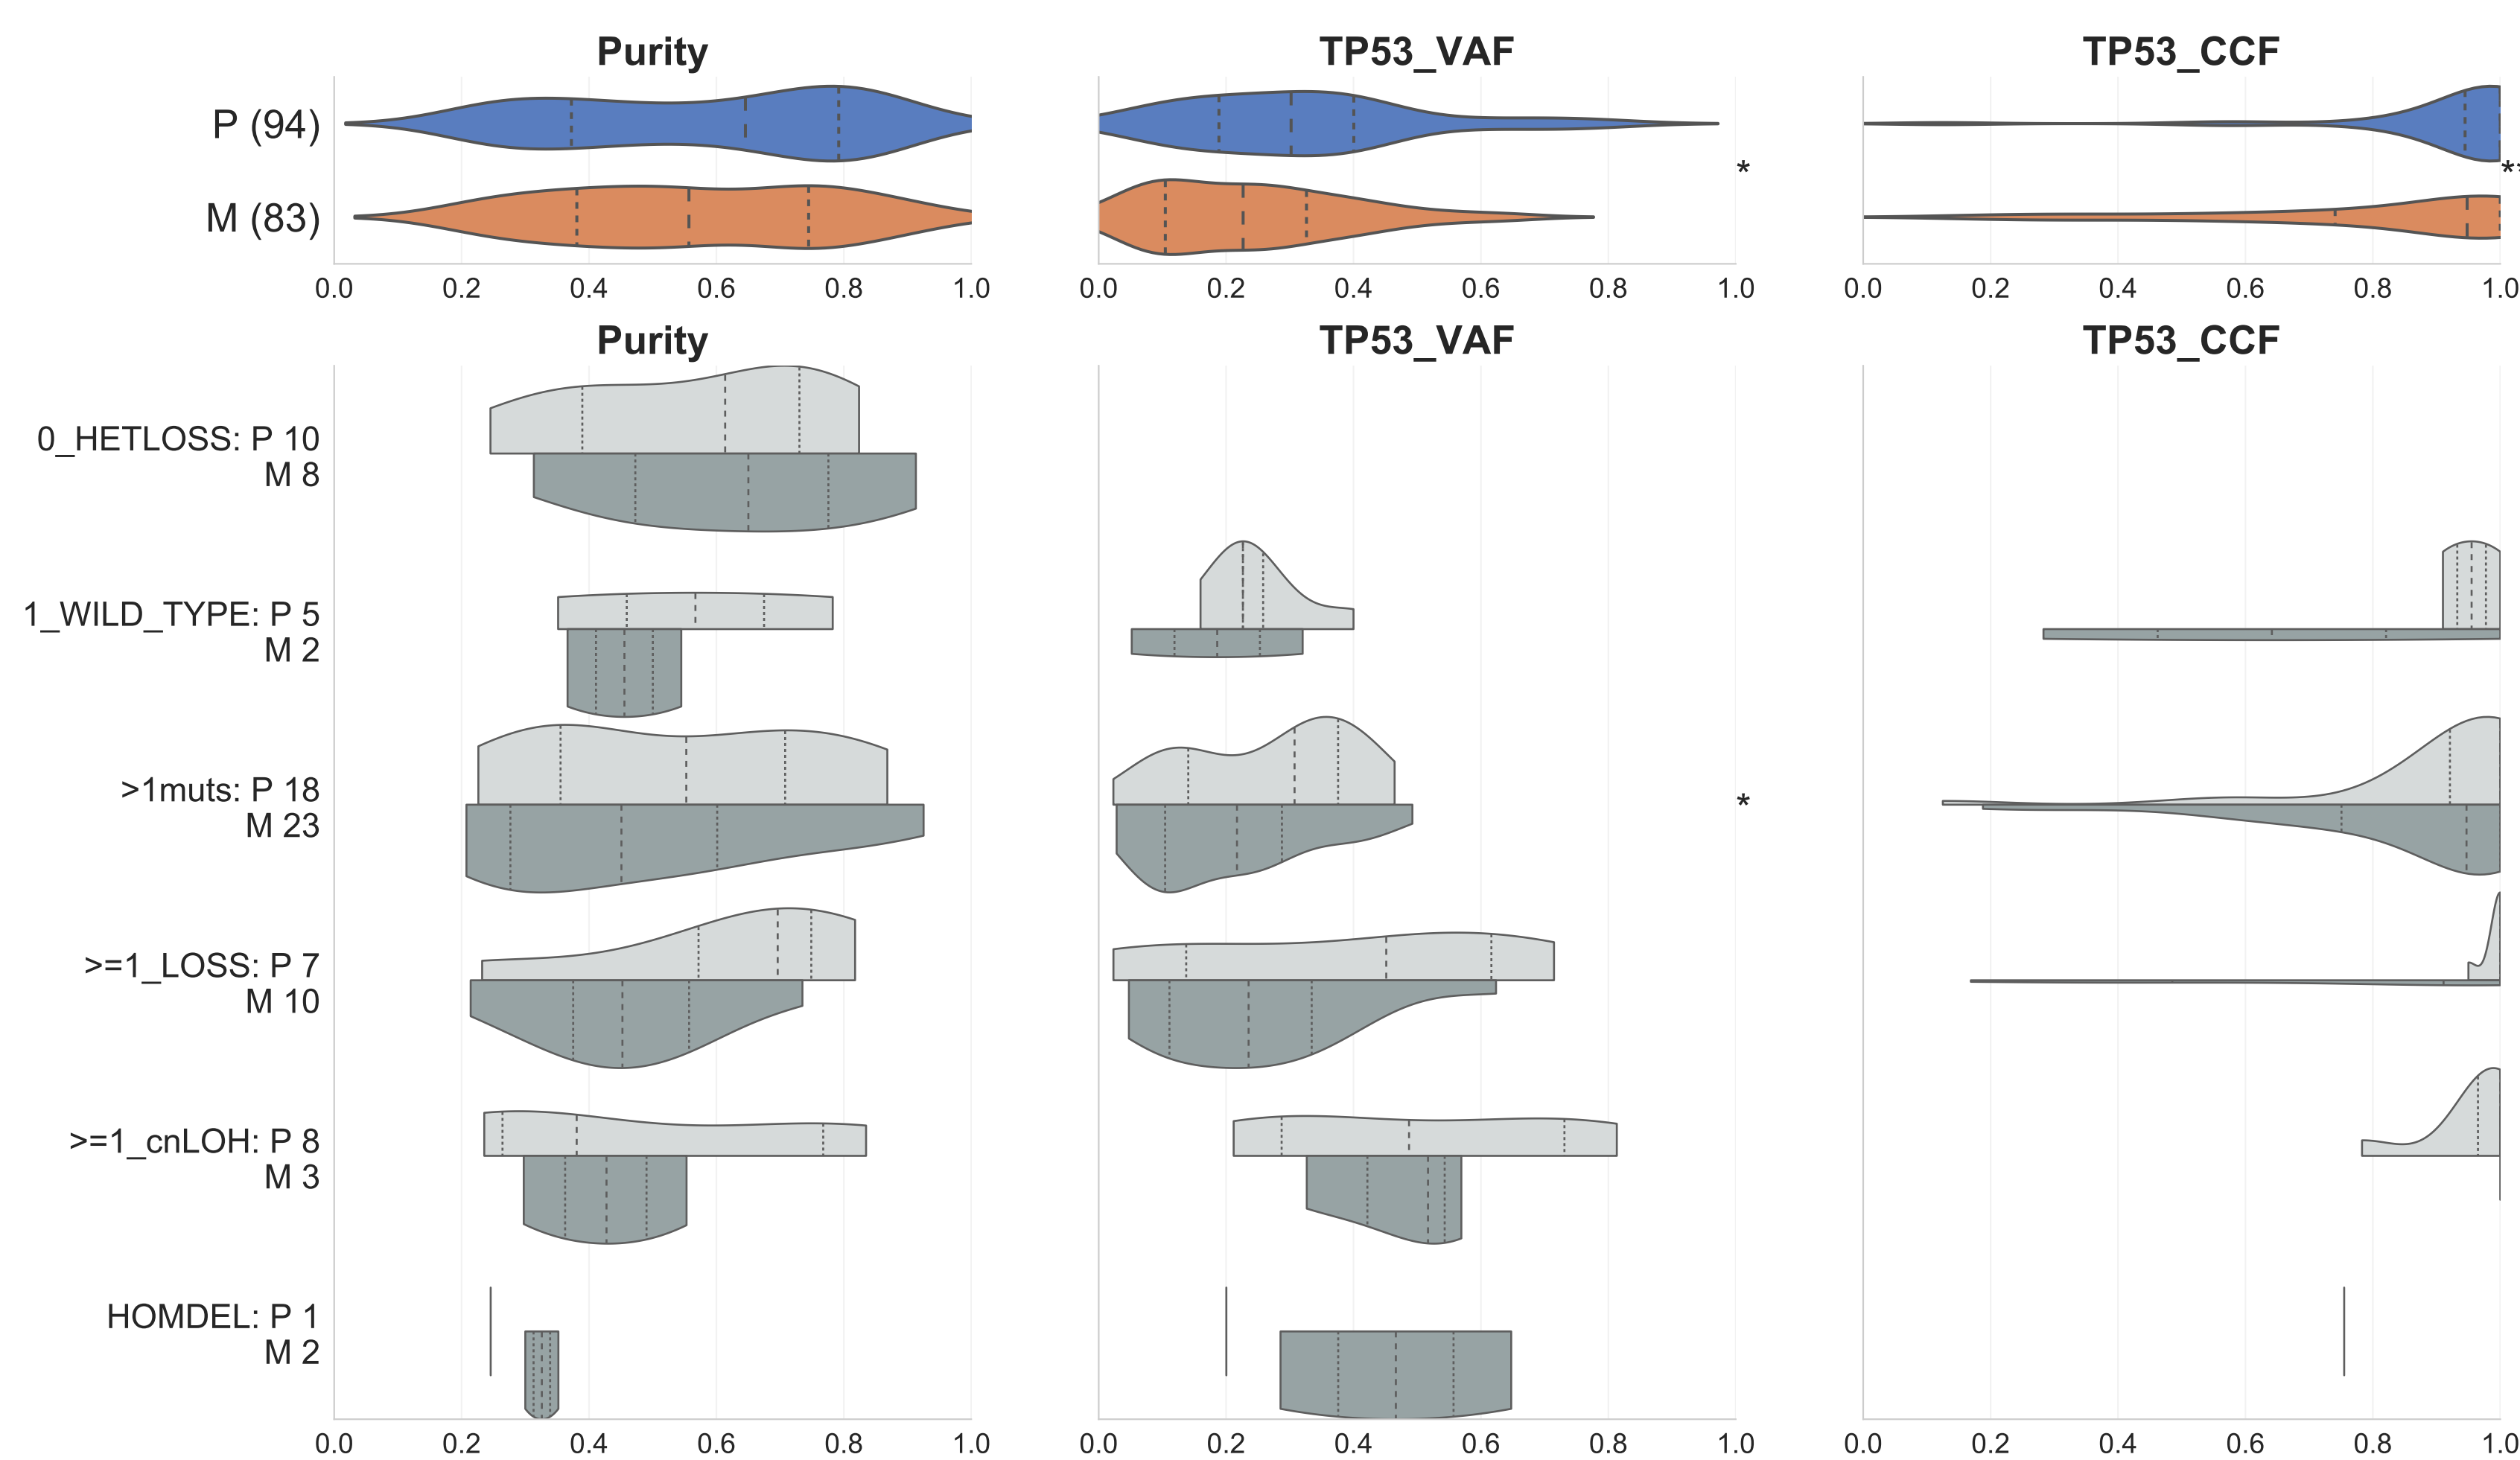 Purity TP53_VAF TP53_CCF
P (94)
* **
M (83)
0.0 0.2 0.4 0.6 0.8 1.0 0.0 0.2 0.4 0.6 0.8 1.0 0.0 0.2 0.4 0.6 0.8 1.0
Purity TP53_VAF TP53_CCF
0_HETLOSS: P 10
M 8
1_WILD_TYPE: P 5
M 2
>1muts: P 18
*
M 23
>=1_LOSS: P 7
M 10
>=1_cnLOH: P 8
M 3
HOMDEL: P 1
M 2
0.0 0.2 0.4 0.6 0.8 1.0 0.0 0.2 0.4 0.6 0.8 1.0 0.0 0.2 0.4 0.6 0.8 1.0